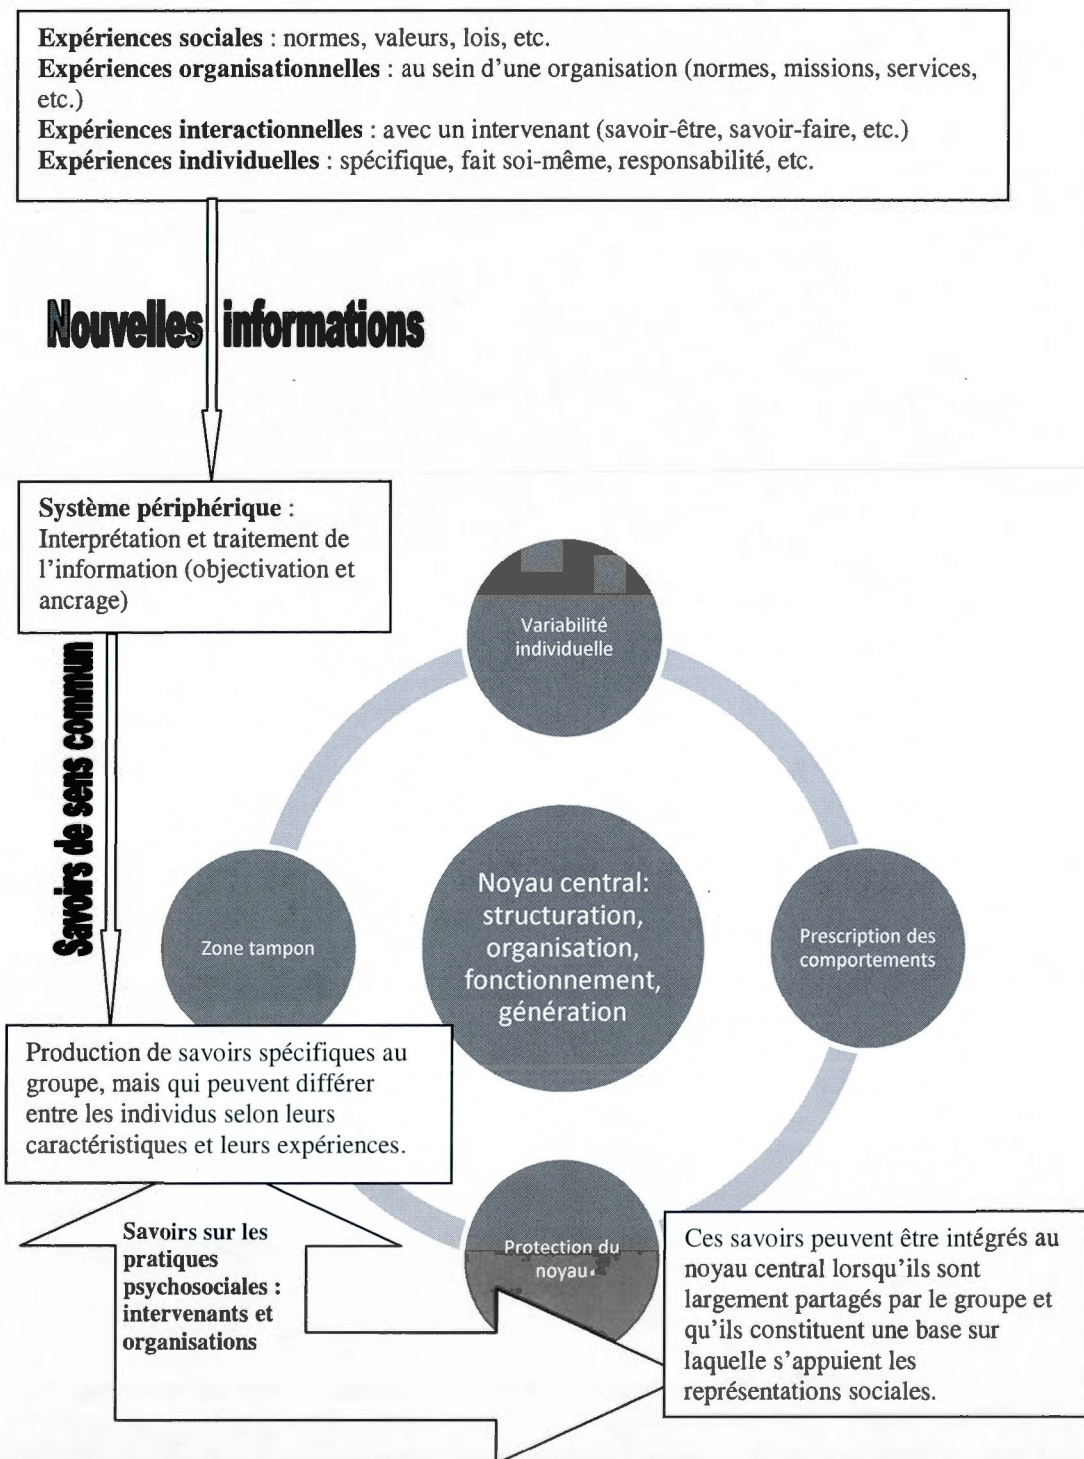 Expériences sociales : normes, valeurs, lois, etc.
Expériences organisationnelles : au sein d'une organisation (normes, missions, services,
etc.)
Expériences interactionnelles : avec un intervenant (savoir-être, savoir-faire, etc.)
Expériences individuelles : spécifique, fait soi-même, responsabilité, etc.
Nouvelles informations
Système périphérique :
Interprétation et traitement de
l'information (objectivation et
ancrage)
Savoirs de sens commun
Variabilité
individuelle
Zone tampon
Noyau central:
structuration,
organisation,
fonctionnement,
génération
Prescription des
comportements
Production de savoirs spécifiques au
groupe, mais qui peuvent différer
entre les individus selon leurs
caractéristiques et leurs expériences.
Savoirs sur les
pratiques
psychosociales :
intervenants et
organisations
Protection du
noyau
Ces savoirs peuvent être intégrés au
noyau central lorsqu'ils sont
largement partagés par le groupe et
qu'ils constituent une base sur
laquelle s'appuient les
représentations sociales.